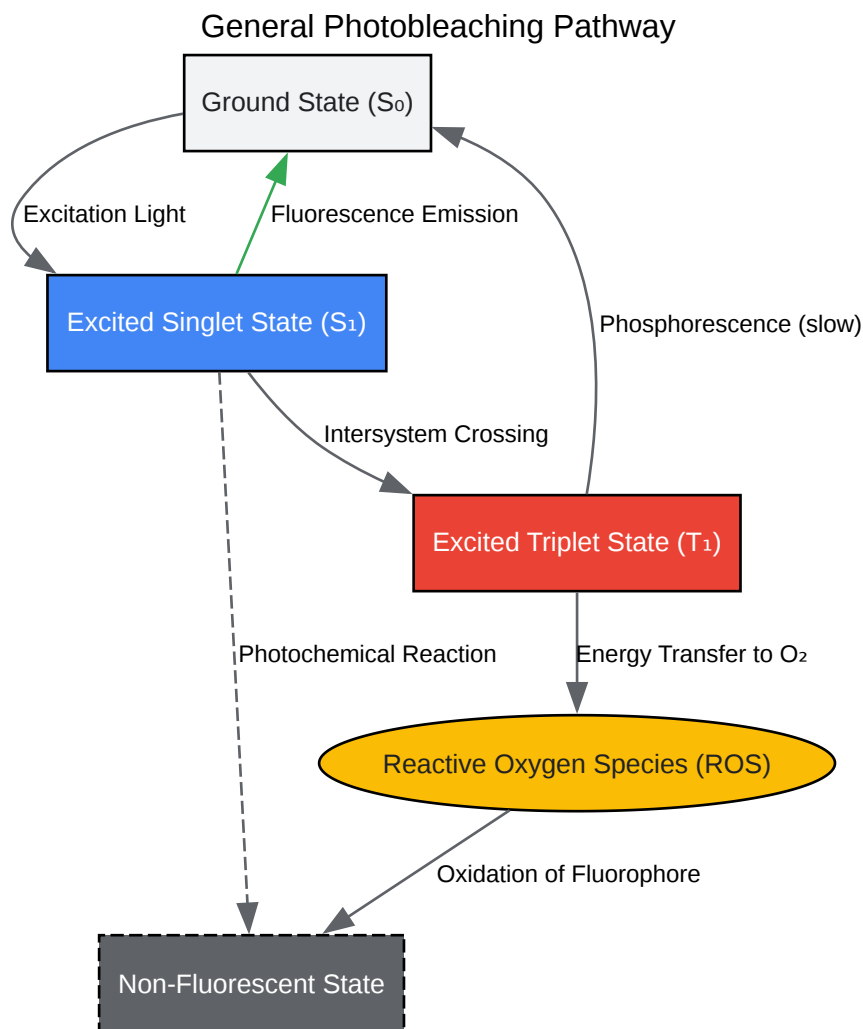 General Photobleaching Pathway
Ground State (S₀)
Excitation Light
Fluorescence Emission
Excited Singlet State (S₁)
Phosphorescence (slow)
Intersystem Crossing
Excited Triplet State (T₁)
Photochemical Reaction
Energy Transfer to O₂
Reactive Oxygen Species (ROS)
Oxidation of Fluorophore
Non-Fluorescent State